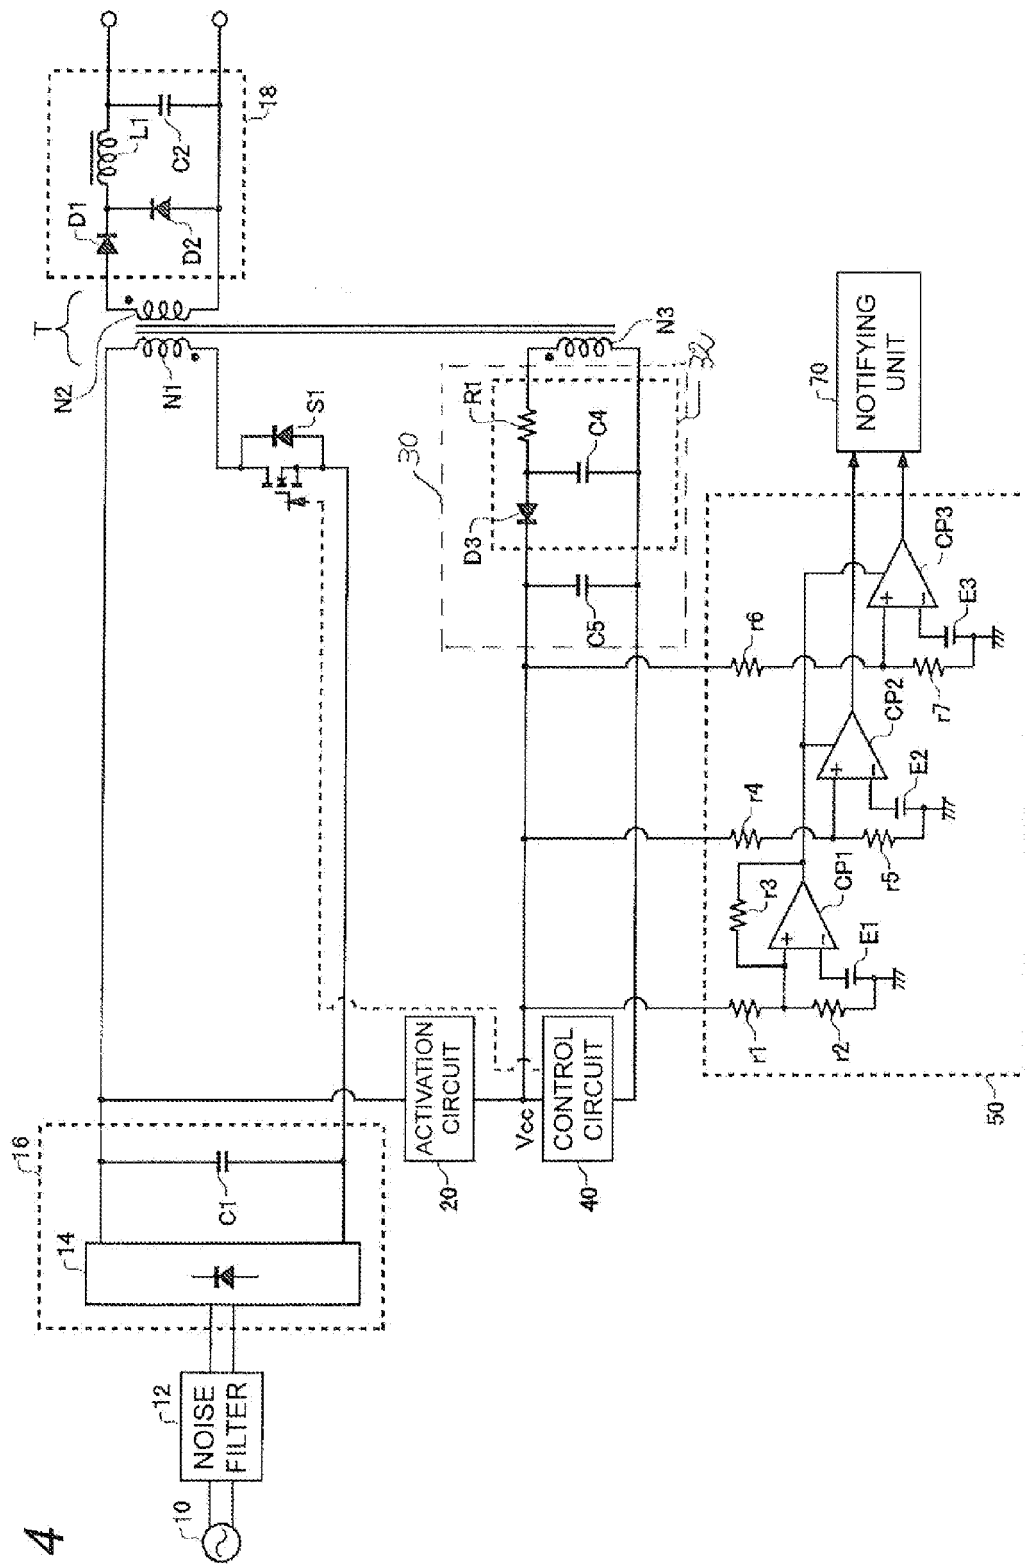 4
10
12
NOISE
FILTER
14
16
C1
20
ACTIVATION
CIRCUIT
Vcc
40
CONTROL
CIRCUIT
N1
N2
T
S1
D1
D2
L1
C2
18
N3
30
R1
C4
D3
C5
50
r1
r2
r3
E1
CP1
r4
r5
E2
CP2
r6
r7
E3
CP3
70
NOTIFYING
UNIT
+
−
+
−
+
−